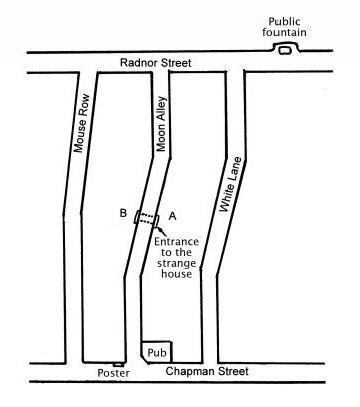 Public
fountain
Radnor Street
Mouse Row
Moon Alley
White Lane
B
A
Entrance
to the
strange
house
Pub
Poster
Chapman Street